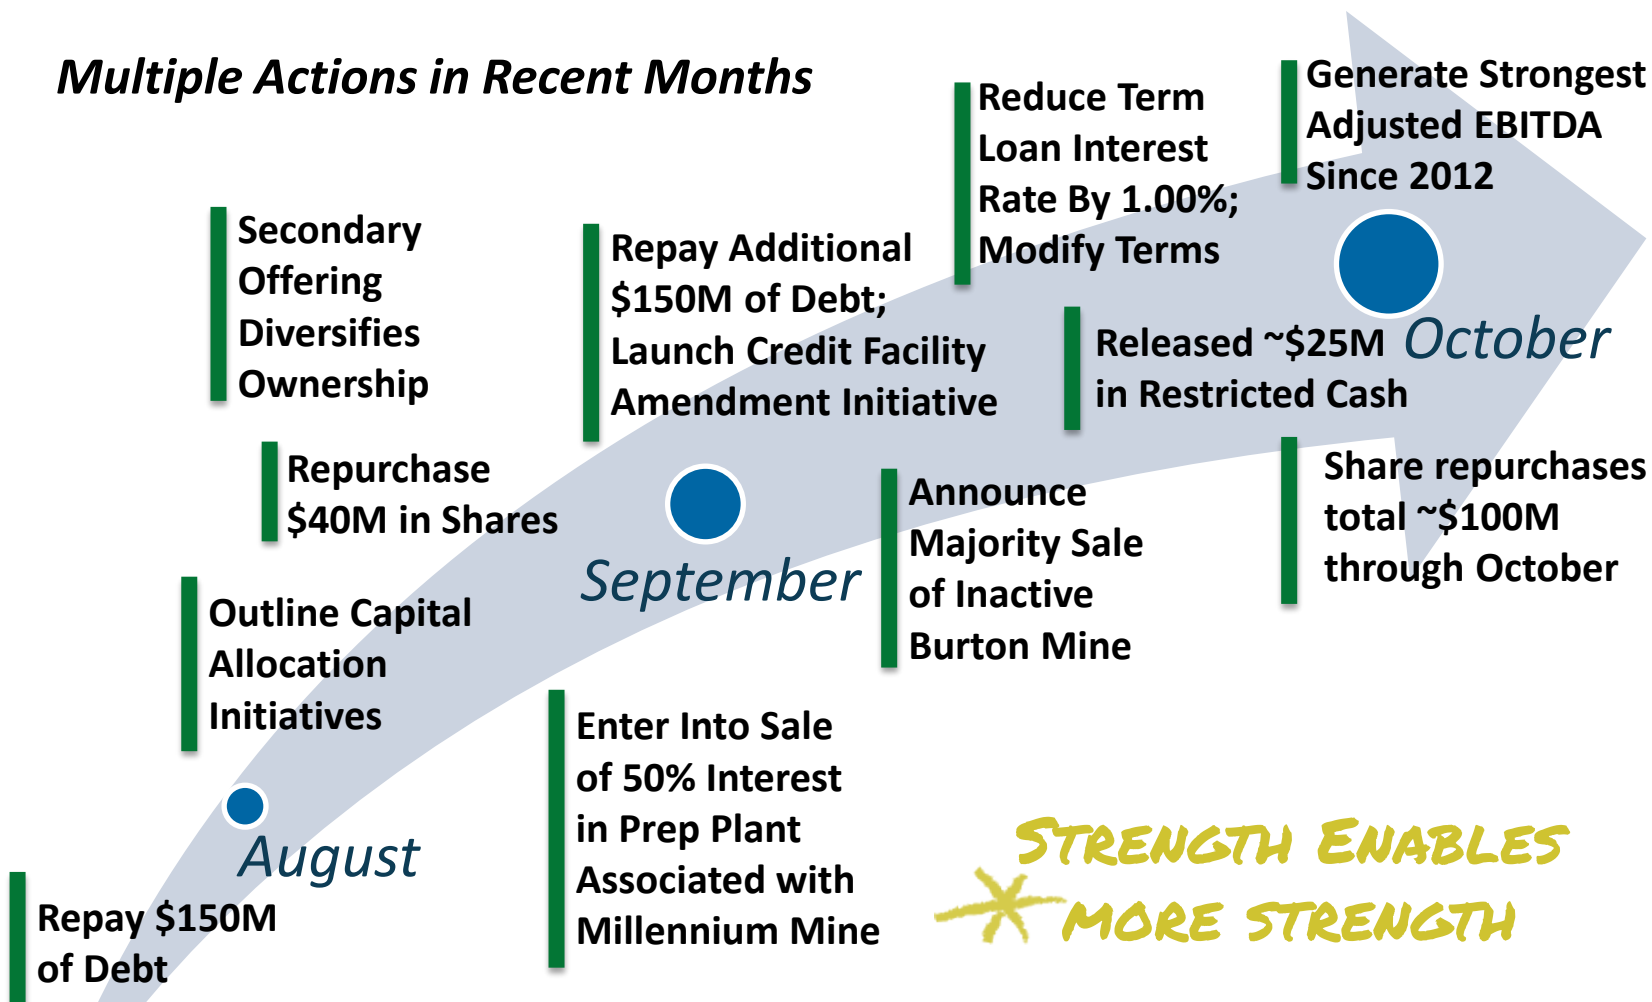 Multiple Actions in Recent Months
Repay $150M
of Debt
August
Outline Capital
Allocation
Initiatives
Repurchase
$40M in Shares
Secondary
Offering
Diversifies
Ownership
September
Repay Additional
$150M of Debt;
Launch Credit Facility
Amendment Initiative
Enter Into Sale
of 50% Interest
in Prep Plant
Associated with
Millennium Mine
Announce
Majority Sale
of Inactive
Burton Mine
Reduce Term
Loan Interest
Rate By 1.00%;
Modify Terms
Released ~$25M
in Restricted Cash
October
Generate Strongest
Adjusted EBITDA
Since 2012
Share repurchases
total ~$100M
through October
STRENGTH ENABLES
MORE STRENGTH